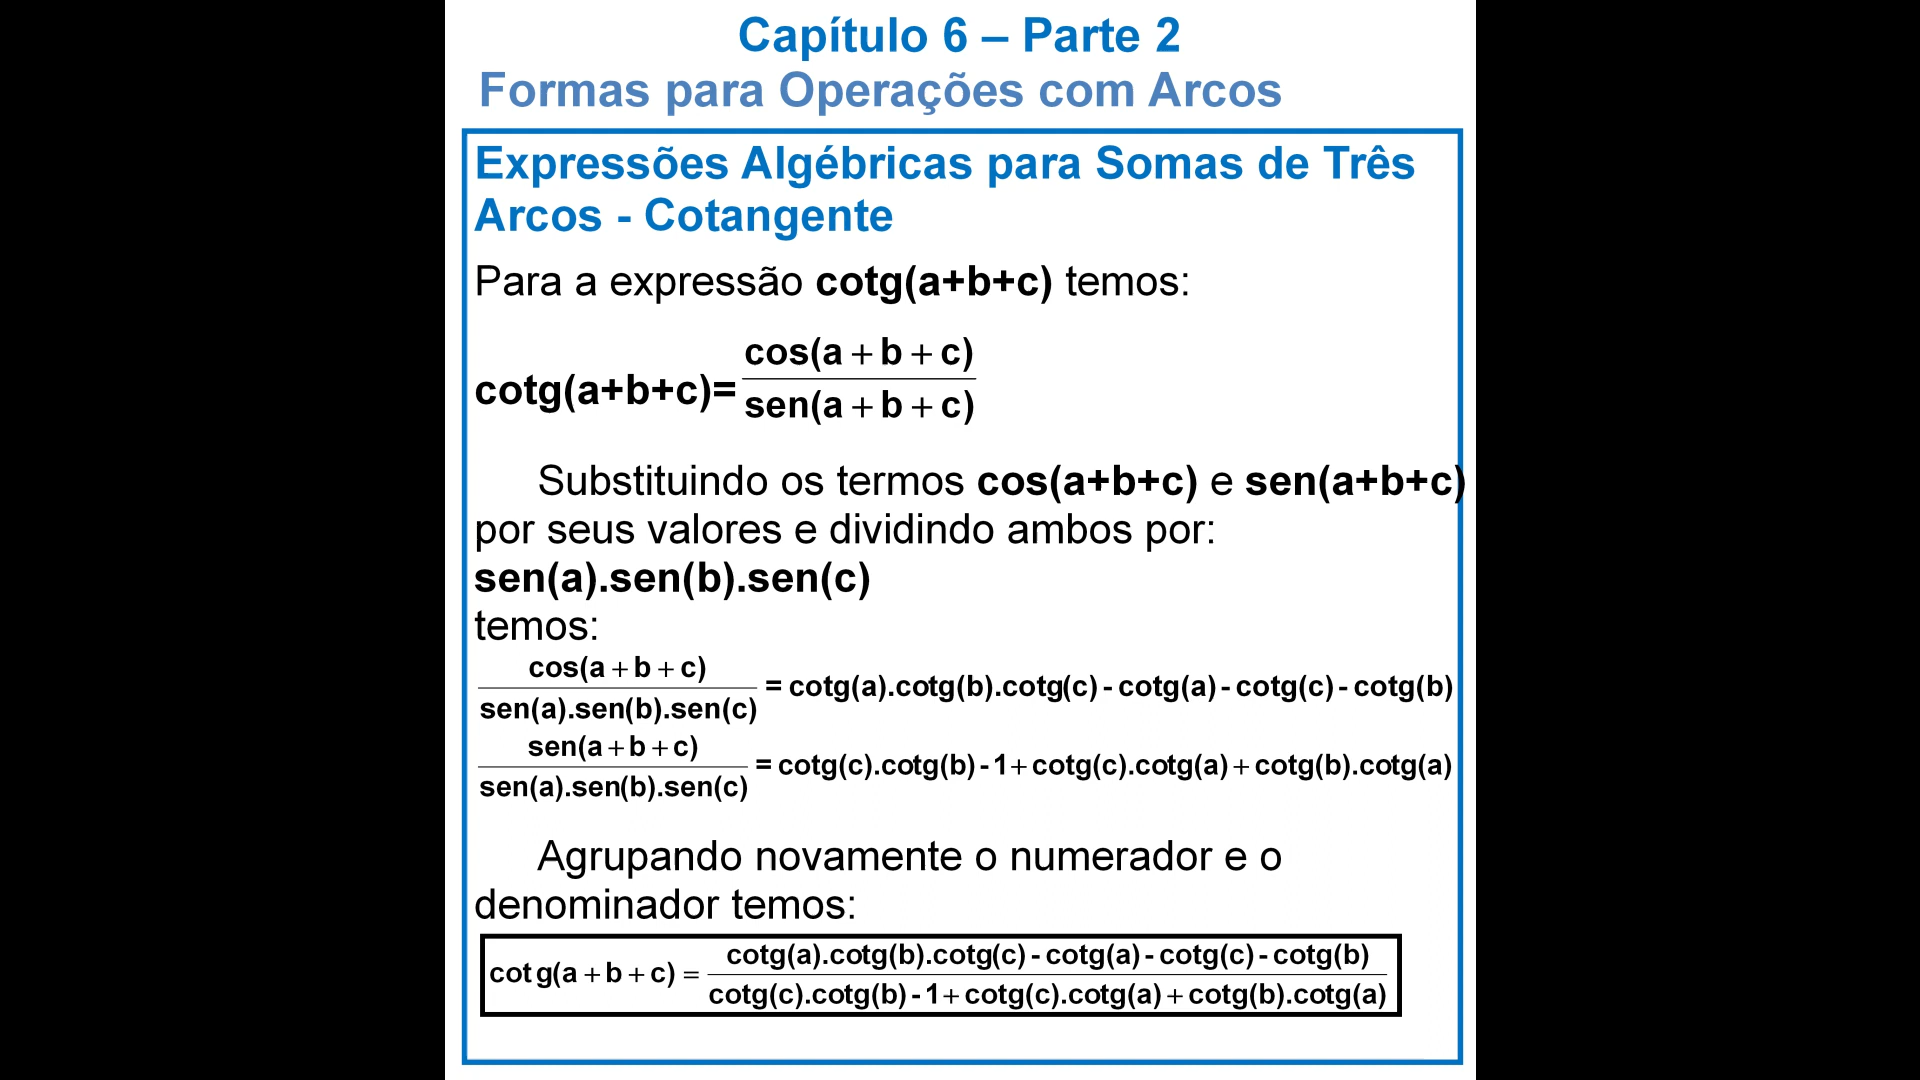 Capítulo 6 – Parte 2
Formas para Operações com Arcos
Expressões Algébricas para Somas de Três
Arcos - Cotangente
Para a expressão cotg(a+b+c) temos:
cotg(a+b+c)= cos(a + b + c) / sen(a + b + c)
Substituindo os termos cos(a+b+c) e sen(a+b+c)
por seus valores e dividindo ambos por:
sen(a).sen(b).sen(c)
temos:
cos(a + b + c) / sen(a).sen(b).sen(c) = cotg(a).cotg(b).cotg(c) - cotg(a) - cotg(c) - cotg(b)
sen(a + b + c) / sen(a).sen(b).sen(c) = cotg(c).cotg(b) - 1 + cotg(c).cotg(a) + cotg(b).cotg(a)
Agrupando novamente o numerador e o
denominador temos:
cotg(a + b + c) = cotg(a).cotg(b).cotg(c) - cotg(a) - cotg(c) - cotg(b) / cotg(c).cotg(b) - 1 + cotg(c).cotg(a) + cotg(b).cotg(a)